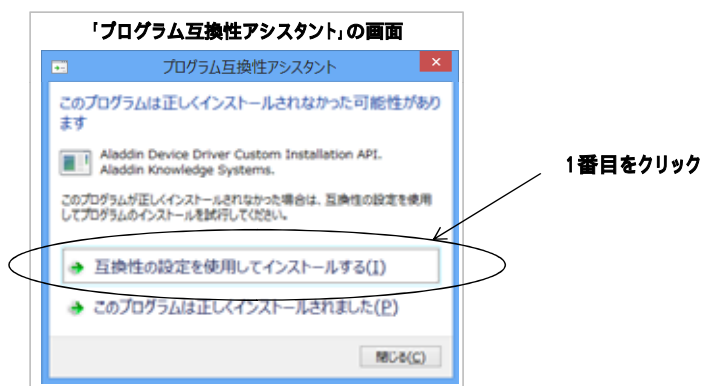 「プログラム互換性アシスタント」の画面
プログラム互換性アシスタント
このプログラムは正しくインストールされなかった可能性があり
ます
Aladdin Device Driver Custom Installation API.
Aladdin Knowledge Systems.
このプログラムが正しくインストールされなかった場合は、互換性の設定を使用
してプログラムのインストールを試行してください。
1番目をクリック
互換性の設定を使用してインストールする(I)
このプログラムは正しくインストールされました(P)
閉じる(C)